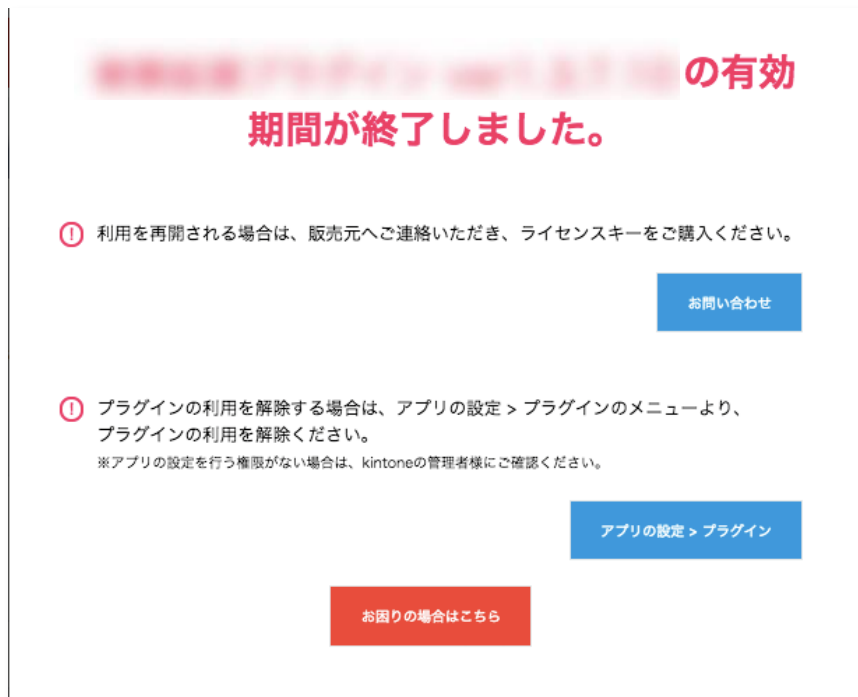 の有効
期間が終了しました。
利用を再開される場合は、販売元へご連絡いただき、ライセンスキーをご購入ください。
お問い合わせ
プラグインの利用を解除する場合は、アプリの設定 > プラグインのメニューより、
プラグインの利用を解除ください。
※アプリの設定を行う権限がない場合は、kintoneの管理者様にご確認ください。
アプリの設定 > プラグイン
お困りの場合はこちら